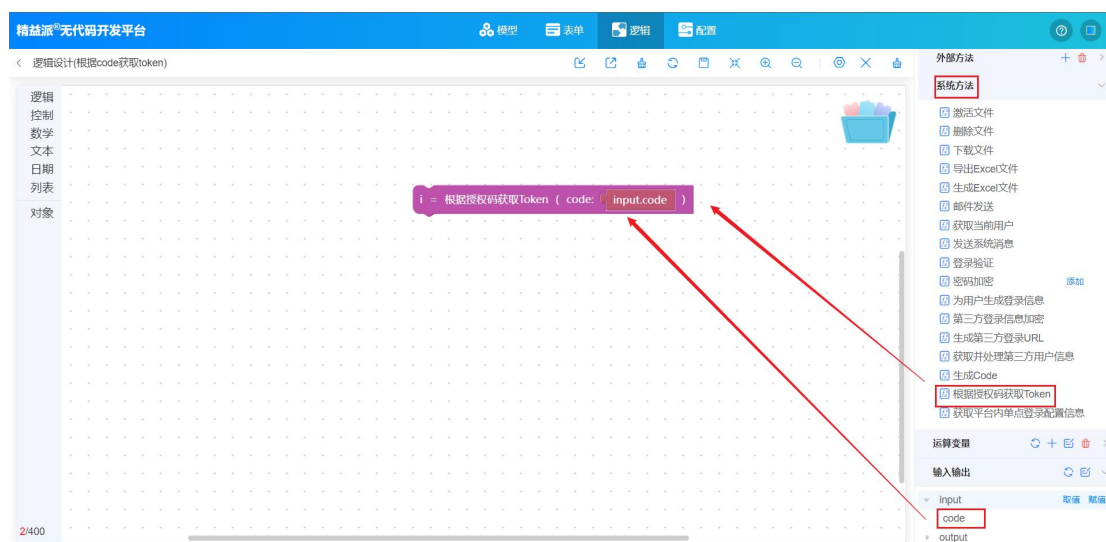 精益派®无代码开发平台
模型 表单 逻辑 配置
< 逻辑设计(根据code获取token)
逻辑
控制
数学
文本
日期
列表
对象
i = 根据授权码获取Token ( code: input.code )
2/400
外部方法
系统方法
激活文件
删除文件
下载文件
导出Excel文件
生成Excel文件
邮件发送
获取当前用户
发送系统消息
登录验证
密码加密 添加
为用户生成登录信息
第三方登录信息加密
生成第三方登录URL
获取并处理第三方用户信息
生成Code
根据授权码获取Token
获取平台内单点登录配置信息
运算变量
输入输出
input 取值 赋值
code
output